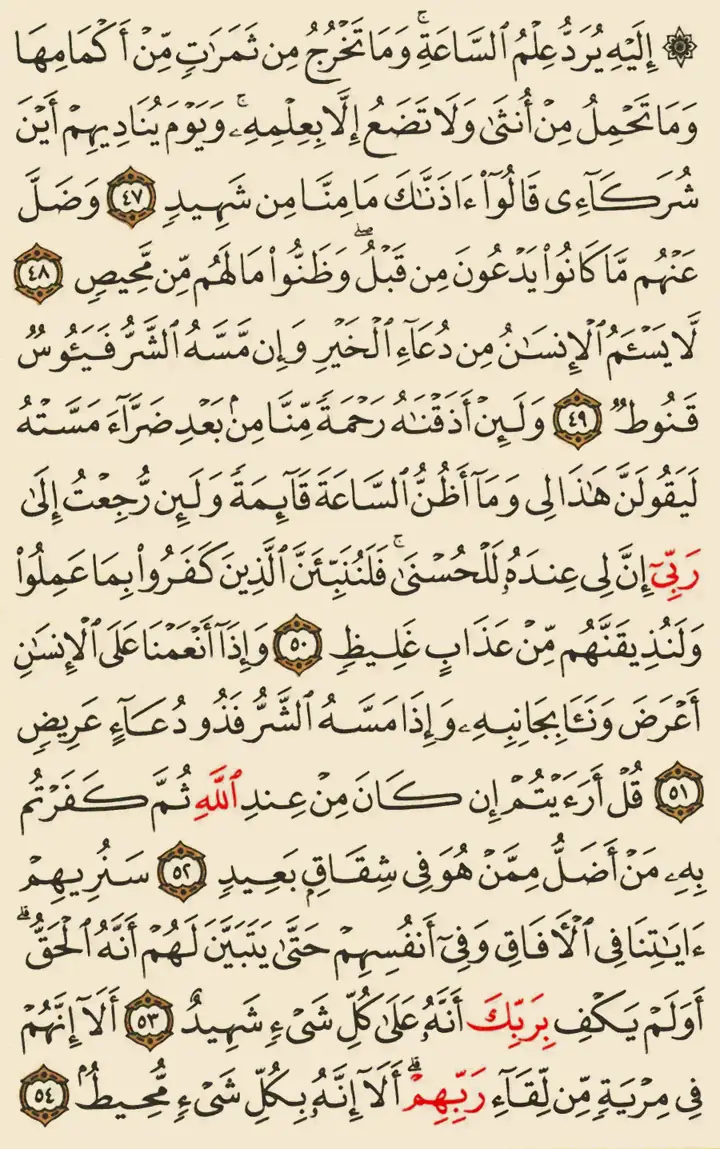 ۞ إِلَيْهِ يُرَدُّ عِلْمُ ٱلسَّاعَةِۚ وَمَا تَخْرُجُ مِن ثَمَرَٰتٍ مِّنْ أَكْمَامِهَا
وَمَا تَحْمِلُ مِنْ أُنثَىٰ وَلَا تَضَعُ إِلَّا بِعِلْمِهِۦۚ وَيَوْمَ يُنَادِيهِمْ أَيْنَ
شُرَكَآءِى قَالُوٓا۟ ءَاذَنَّٰكَ مَا مِنَّا مِن شَهِيدٍ ٤٧ وَضَلَّ
عَنْهُم مَّا كَانُوا۟ يَدْعُونَ مِن قَبْلُۖ وَظَنُّوا۟ مَا لَهُم مِّن مَّحِيصٍ ٤٨
لَّا يَسْـَٔمُ ٱلْإِنسَٰنُ مِن دُعَآءِ ٱلْخَيْرِ وَإِن مَّسَّهُ ٱلشَّرُّ فَيَـُٔوسٌ
قَنُوطٌ ٤٩ وَلَئِنْ أَذَقْنَٰهُ رَحْمَةً مِّنَّا مِنۢ بَعْدِ ضَرَّآءَ مَسَّتْهُ
لَيَقُولَنَّ هَٰذَا لِى وَمَآ أَظُنُّ ٱلسَّاعَةَ قَآئِمَةً وَلَئِن رُّجِعْتُ إِلَىٰ
رَبِّىٓ إِنَّ لِى عِندَهُۥ لَلْحُسْنَىٰۚ فَلَنُنَبِّئَنَّ ٱلَّذِينَ كَفَرُوا۟ بِمَا عَمِلُوا۟
وَلَنُذِيقَنَّهُم مِّنْ عَذَابٍ غَلِيظٍ ٥٠ وَإِذَآ أَنْعَمْنَا عَلَى ٱلْإِنسَٰنِ
أَعْرَضَ وَنَـَٔا بِجَانِبِهِۦ وَإِذَا مَسَّهُ ٱلشَّرُّ فَذُو دُعَآءٍ عَرِيضٍ
٥١ قُلْ أَرَءَيْتُمْ إِن كَانَ مِنْ عِندِ ٱللَّهِ ثُمَّ كَفَرْتُم
بِهِۦ مَنْ أَضَلُّ مِمَّنْ هُوَ فِى شِقَاقٍۭ بَعِيدٍ ٥٢ سَنُرِيهِمْ
ءَايَٰتِنَا فِى ٱلْـَٔافَاقِ وَفِىٓ أَنفُسِهِمْ حَتَّىٰ يَتَبَيَّنَ لَهُمْ أَنَّهُ ٱلْحَقُّۗ
أَوَلَمْ يَكْفِ بِرَبِّكَ أَنَّهُۥ عَلَىٰ كُلِّ شَىْءٍ شَهِيدٌ ٥٣ أَلَآ إِنَّهُمْ
فِى مِرْيَةٍ مِّن لِّقَآءِ رَبِّهِمْۗ أَلَآ إِنَّهُۥ بِكُلِّ شَىْءٍ مُّحِيطٌۢ ٥٤